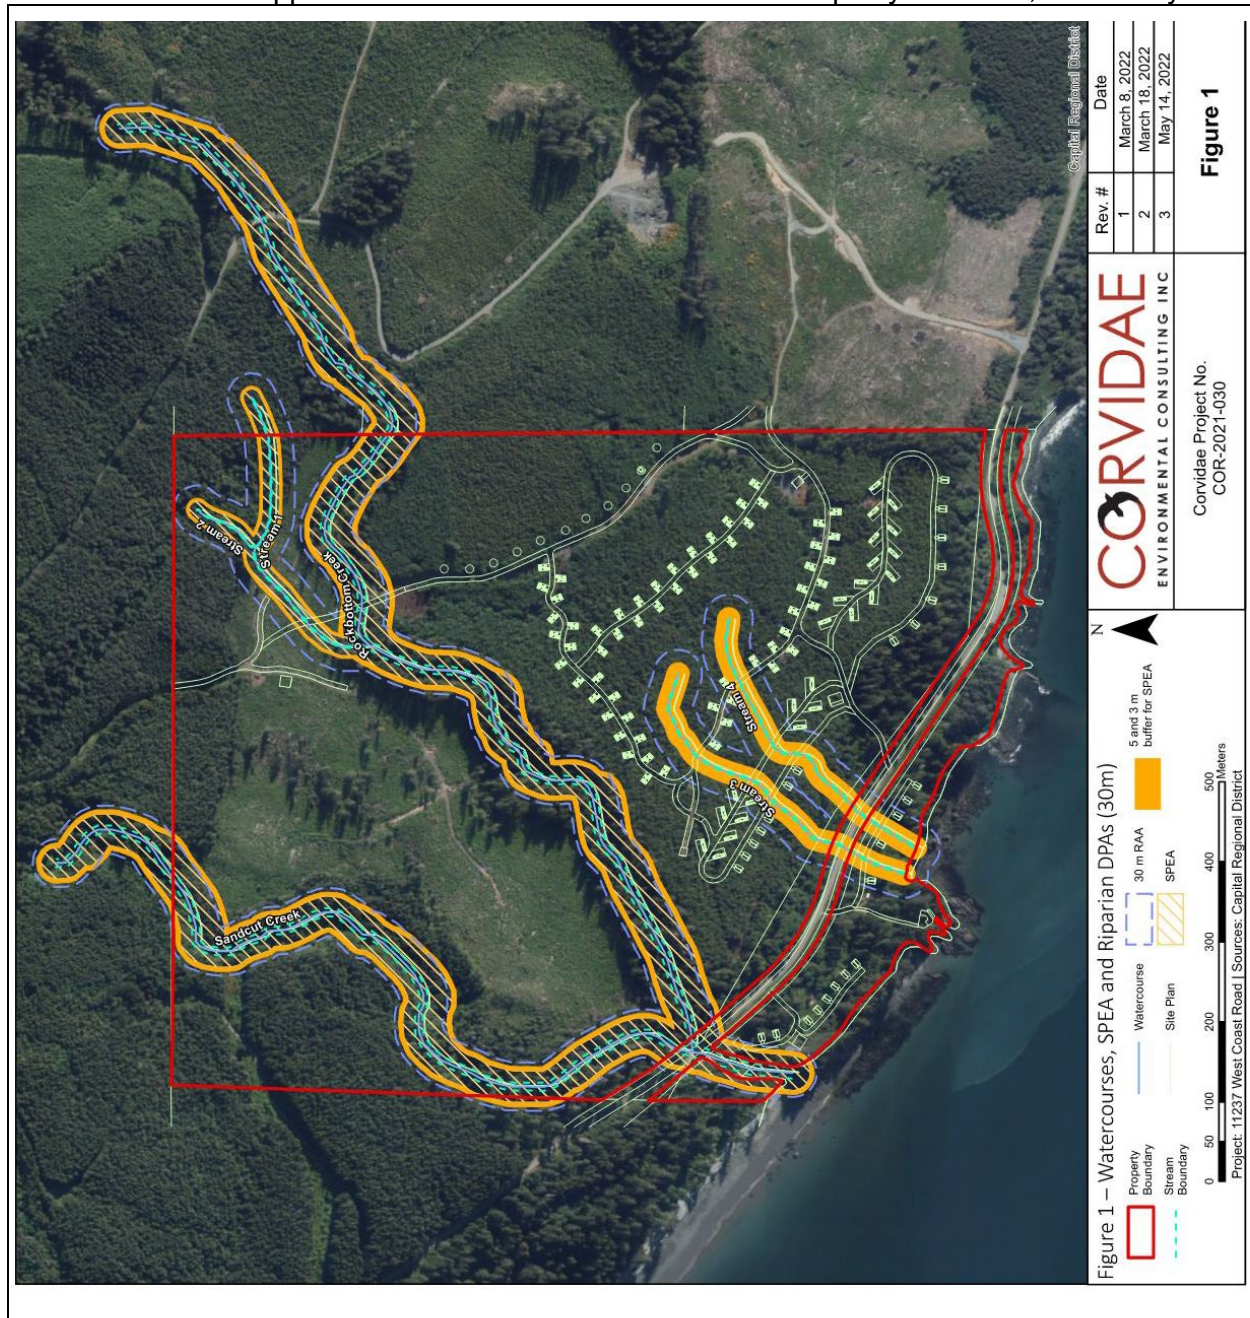 Capital Regional District
Sandcut Creek
Rockbottom Creek
Stream 1
Stream 2
Stream 3
Stream 4
Figure 1 – Watercourses, SPEA and Riparian DPAs (30m)
Property
Boundary
Watercourse
30 m RAA
5 and 3 m
buffer for SPEA
Stream
Boundary
Site Plan
SPEA
N
0 50 100 200 300 400 500
Meters
Project: 11237 West Coast Road | Sources: Capital Regional District
CORVIDAE
ENVIRONMENTAL CONSULTING INC
Corvidae Project No.
COR-2021-030
Rev. # Date
1 March 8, 2022
2 March 18, 2022
3 May 14, 2022
Figure 1